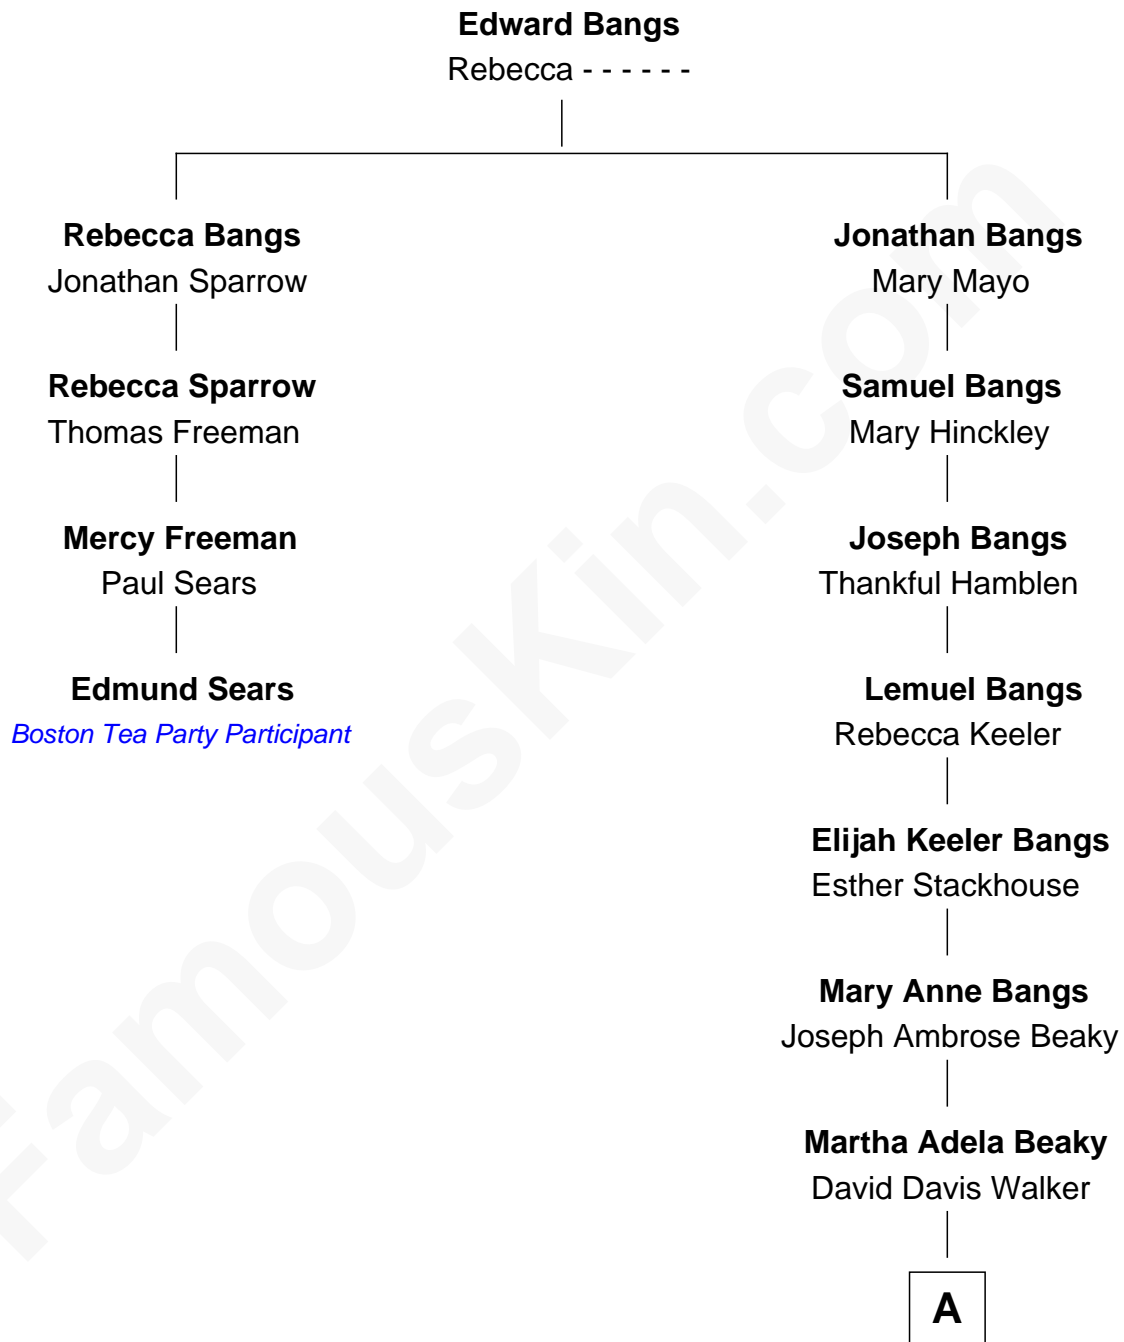 Edward Bangs
Rebecca - - - - - -
Rebecca Bangs
Jonathan Sparrow
Jonathan Bangs
Mary Mayo
Rebecca Sparrow
Thomas Freeman
Samuel Bangs
Mary Hinckley
Mercy Freeman
Paul Sears
Joseph Bangs
Thankful Hamblen
Edmund Sears
Boston Tea Party Participant
Lemuel Bangs
Rebecca Keeler
Elijah Keeler Bangs
Esther Stackhouse
Mary Anne Bangs
Joseph Ambrose Beaky
Martha Adela Beaky
David Davis Walker
A
FamousKin.com